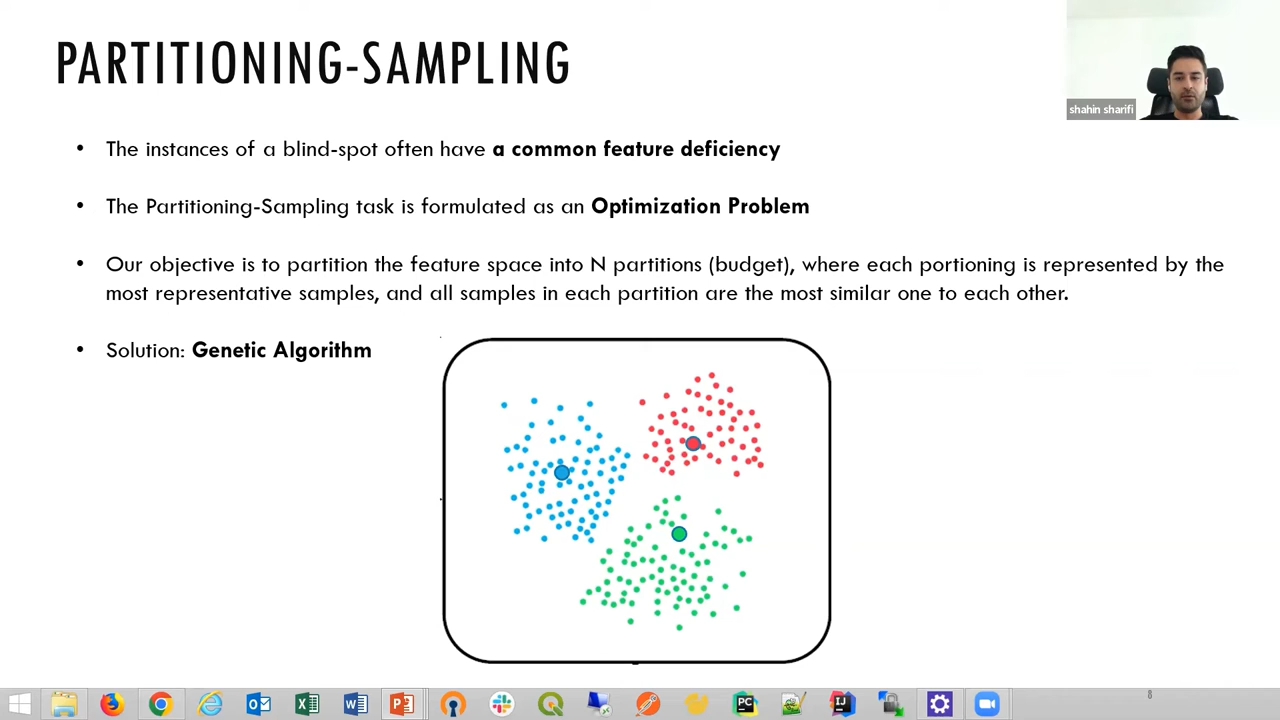 PARTITIONING-SAMPLING
shahin sharifi
• The instances of a blind-spot often have a common feature deficiency
• The Partitioning-Sampling task is formulated as an Optimization Problem
• Our objective is to partition the feature space into N partitions (budget), where each portioning is represented by the
most representative samples, and all samples in each partition are the most similar one to each other.
• Solution: Genetic Algorithm
8